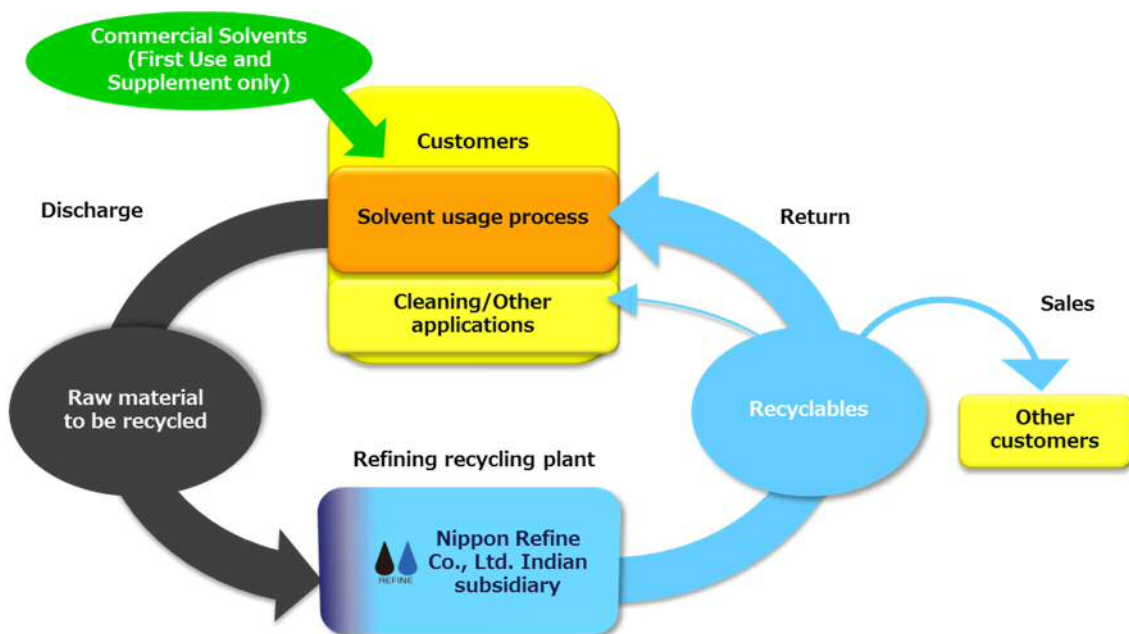 Commercial Solvents
(First Use and
Supplement only)
Customers
Discharge
Solvent usage process
Return
Cleaning/Other
applications
Sales
Raw material
to be recycled
Recyclables
Other
customers
Refining recycling plant
Nippon Refine
Co., Ltd. Indian
subsidiary
REFINE